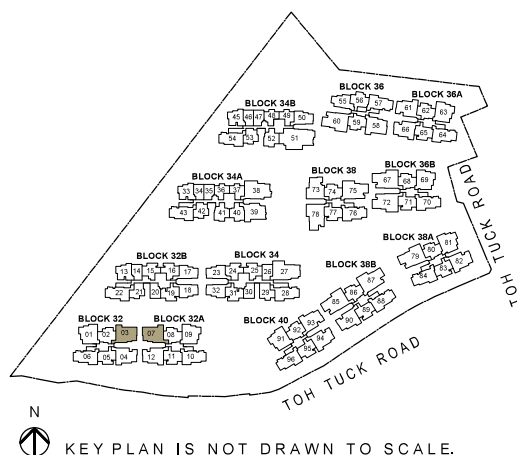 BLOCK 36
BLOCK 36A
55 56 57
61 62 63
60 59 58
66 65 64
BLOCK 34B
45 46 47 48 49 50
54 53 52 51
BLOCK 36B
67 68 69
72 71 70
BLOCK 34A
33 34 35 36 37 38
43 42 41 40 39
BLOCK 38
73 74 75
78 77 76
TOH TUCK ROAD
BLOCK 38A
79 80 81
84 83 82
BLOCK 32B
13 14 15 16 17
22 21 20 19 18
BLOCK 34
23 24 25 26 27
32 31 30 29 28
BLOCK 38B
85 86 87
90 89 88
BLOCK 32
01 02 03
06 05 04
BLOCK 32A
07 08 09
12 11 10
BLOCK 40
91 92 93
96 95 94
TOH TUCK ROAD
N
KEY PLAN IS NOT DRAWN TO SCALE.